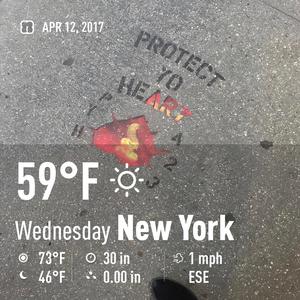 APR 12, 2017
PROTECT
YO
HEART
59°F
Wednesday New York
73°F 30 in 1 mph
46°F 0.00 in ESE